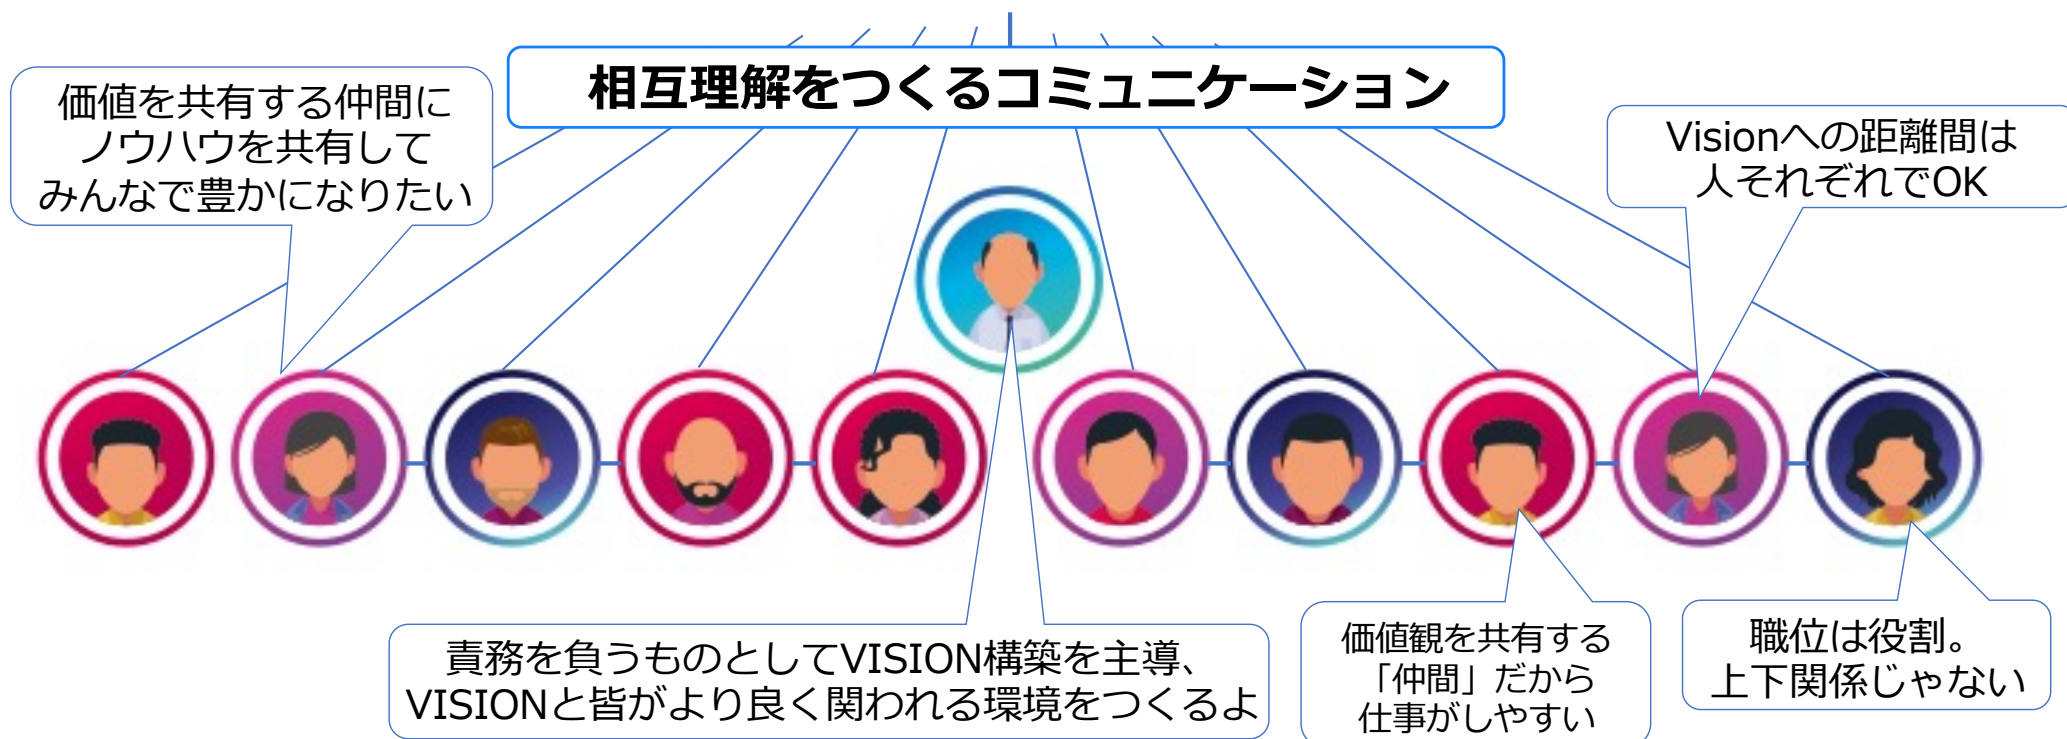 相互理解をつくるコミュニケーション
価値を共有する仲間に
ノウハウを共有して
みんなで豊かになりたい
Visionへの距離間は
人それぞれでOK
責務を負うものとしてVISION構築を主導、
VISIONと皆がより良く関われる環境をつくるよ
価値観を共有する
「仲間」だから
仕事がしやすい
職位は役割。
上下関係じゃない